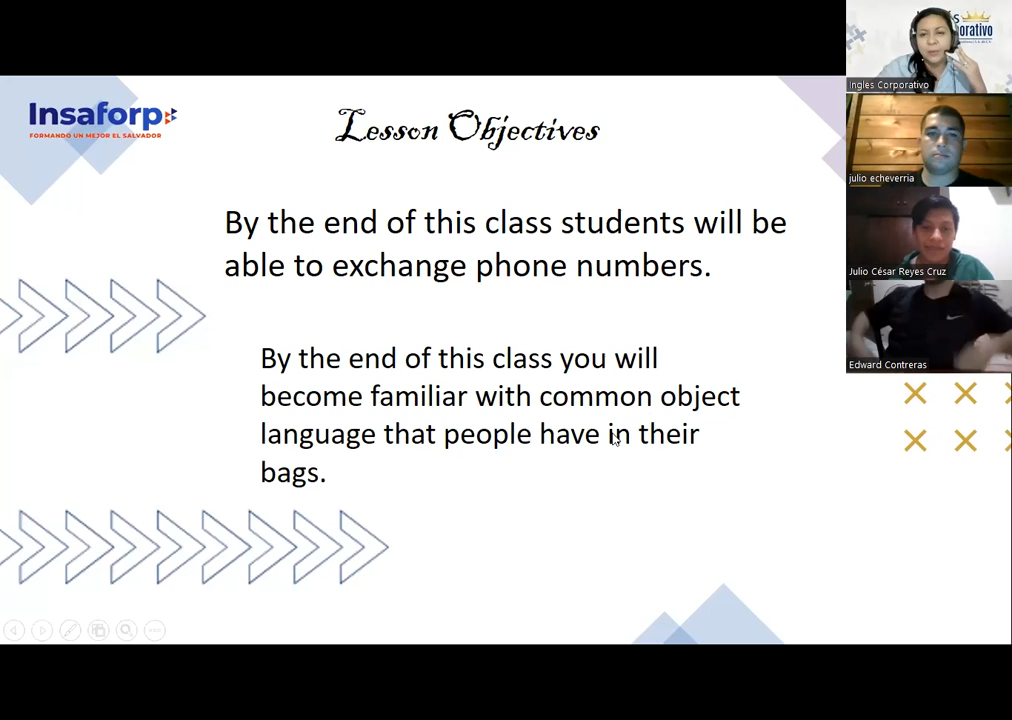 Insaforp
FORMANDO UN MEJOR EL SALVADOR
Lesson Objectives
By the end of this class students will be
able to exchange phone numbers.
By the end of this class you will
become familiar with common object
language that people have in their
bags.
orativo
Ingles Corporativo
julio echeverria
Julio César Reyes Cruz
Edward Contreras